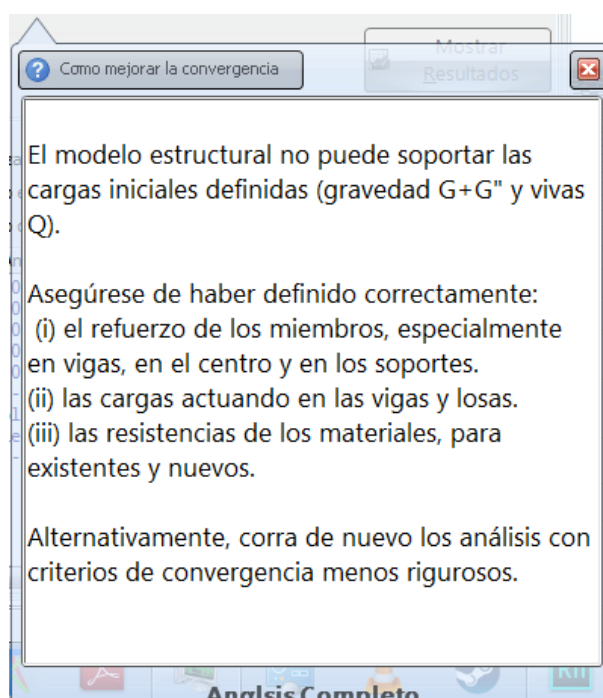 Mostrar
Como mejorar la convergencia
Resultados
El modelo estructural no puede soportar las
cargas iniciales definidas (gravedad G+G" y vivas
Q).
Asegúrese de haber definido correctamente:
(i) el refuerzo de los miembros, especialmente
en vigas, en el centro y en los soportes.
(ii) las cargas actuando en las vigas y losas.
(iii) las resistencias de los materiales, para
existentes y nuevos.
Alternativamente, corra de nuevo los análisis con
criterios de convergencia menos rigurosos.
Anglsis Completo